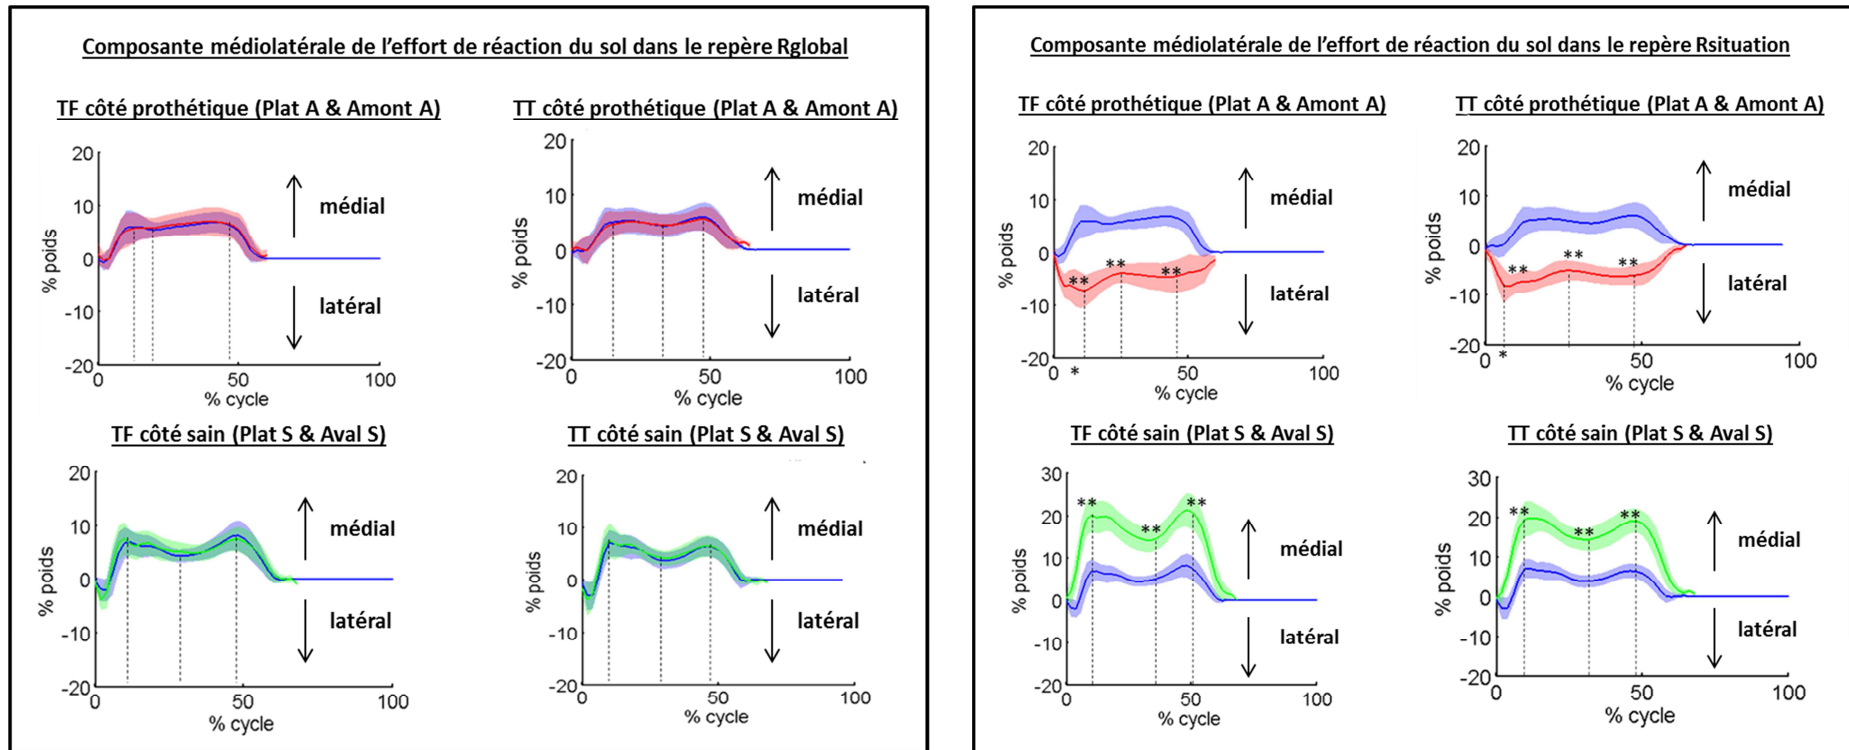 Composante médiolatérale de l'effort de réaction du sol dans le repère Rglobal
TF côté prothétique (Plat A & Amont A)
20
10
0
-10
-20
% poids
médial
latéral
0
50
100
% cycle
TT côté prothétique (Plat A & Amont A)
20
10
0
-10
-20
% poids
médial
latéral
0
50
100
% cycle
TF côté sain (Plat S & Aval S)
20
10
0
-10
-20
% poids
médial
latéral
0
50
100
% cycle
TT côté sain (Plat S & Aval S)
20
10
0
-10
-20
% poids
médial
latéral
0
50
100
% cycle
Composante médiolatérale de l'effort de réaction du sol dans le repère Rsituation
TF côté prothétique (Plat A & Amont A)
20
10
0
-10
-20
% poids
médial
latéral
** ** **
0
*
50
100
% cycle
TT côté prothétique (Plat A & Amont A)
20
10
0
-10
-20
% poids
médial
latéral
** ** **
0
*
50
100
% cycle
TF côté sain (Plat S & Aval S)
30
20
10
0
-10
-20
% poids
médial
latéral
** ** **
0
50
100
% cycle
TT côté sain (Plat S & Aval S)
30
20
10
0
-10
-20
% poids
médial
latéral
** ** **
0
50
100
% cycle